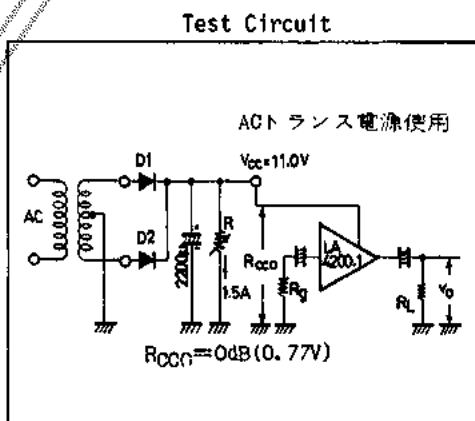 Test Circuit
ACトランス電源使用
D1
VCC=11.0V
AC
D2
2200μ
R
1.5A
RCCO
Rg
LA
4200.1
RL
vo
RCCO=0dB(0.77V)